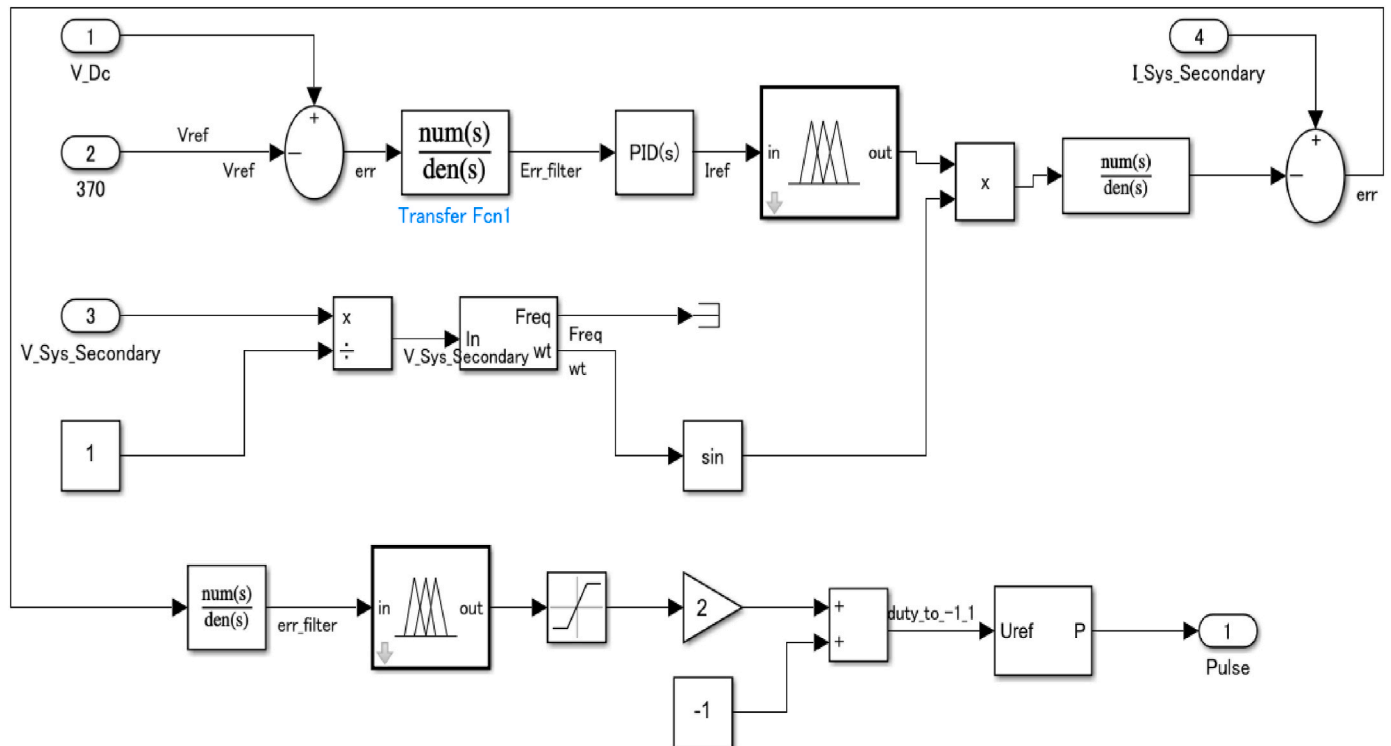 1
V_Dc
2
370
Vref
Vref
+
−
err
num(s)
den(s)
Transfer Fcn1
Err_filter
PID(s)
Iref
in
out
x
num(s)
den(s)
4
I_Sys_Secondary
+
−
err
3
V_Sys_Secondary
1
x
÷
V_Sys_Secondary
In
Freq
wt
Freq
wt
sin
num(s)
den(s)
err_filter
in
out
2
-1
+
+
duty_to_-1_1
Uref
P
1
Pulse